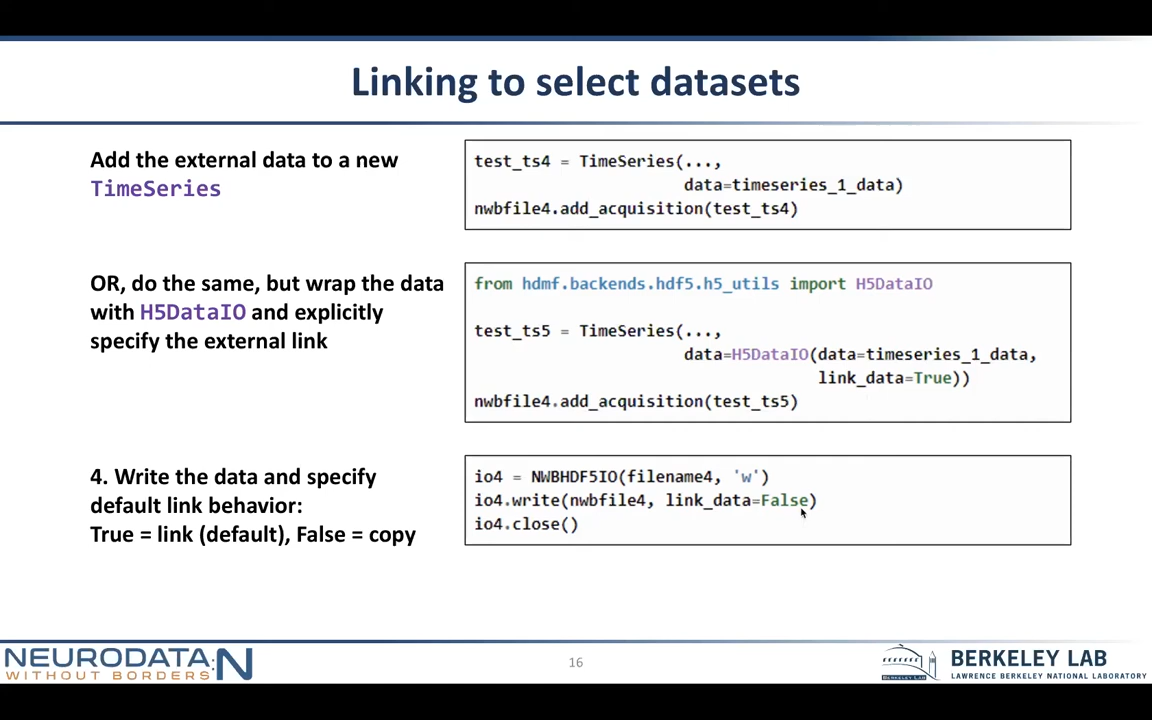 Linking to select datasets
Add the external data to a new
TimeSeries
test_ts4 = TimeSeries(...,
data=timeseries_1_data)
nwbfile4.add_acquisition(test_ts4)
OR, do the same, but wrap the data
with H5DataIO and explicitly
specify the external link
from hdmf.backends.hdf5.h5_utils import H5DataIO
test_ts5 = TimeSeries(...,
data=H5DataIO(data=timeseries_1_data,
link_data=True))
nwbfile4.add_acquisition(test_ts5)
4. Write the data and specify
default link behavior:
True = link (default), False = copy
io4 = NWBHDF5IO(filename4, 'w')
io4.write(nwbfile4, link_data=False)
io4.close()
NEURODATA:N
WITHOUT BORDERS
16
BERKELEY LAB
LAWRENCE BERKELEY NATIONAL LABORATORY